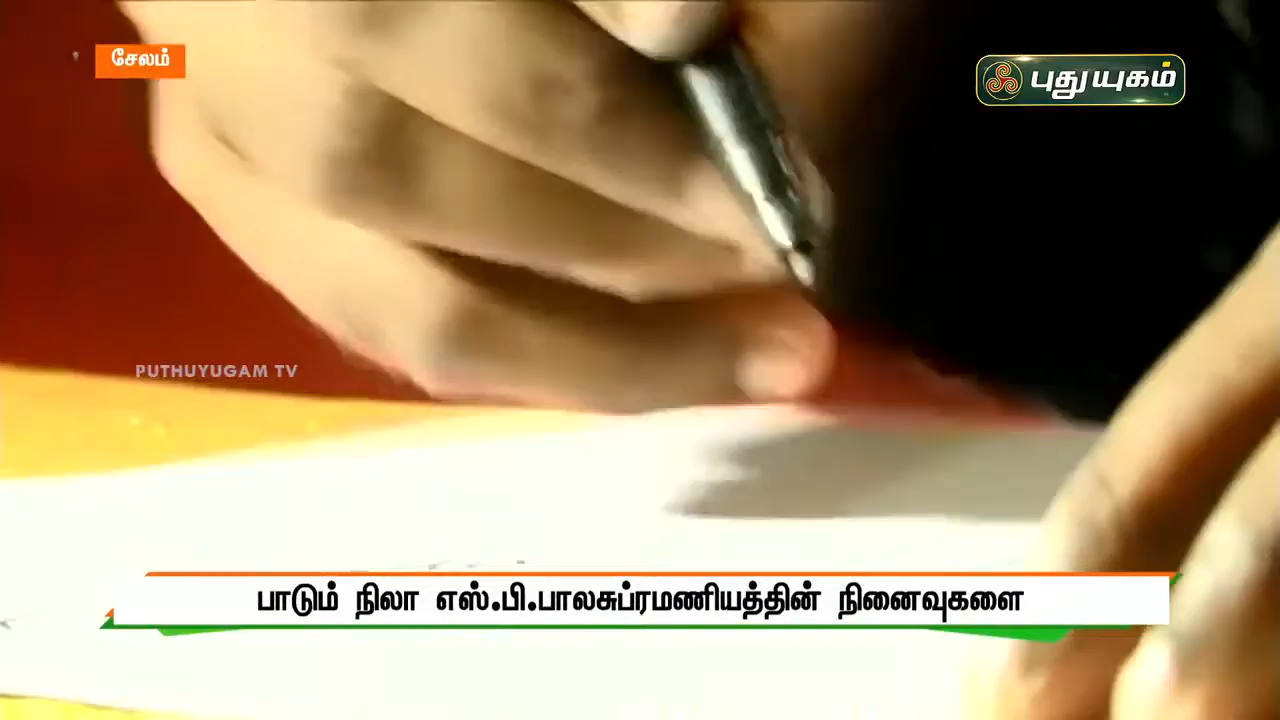 சேலம்
புதுயுகம்
PUTHUYUGAM TV
பாடும் நிலா எஸ்.பி.பாலசுப்ரமணியத்தின் நினைவுகளை